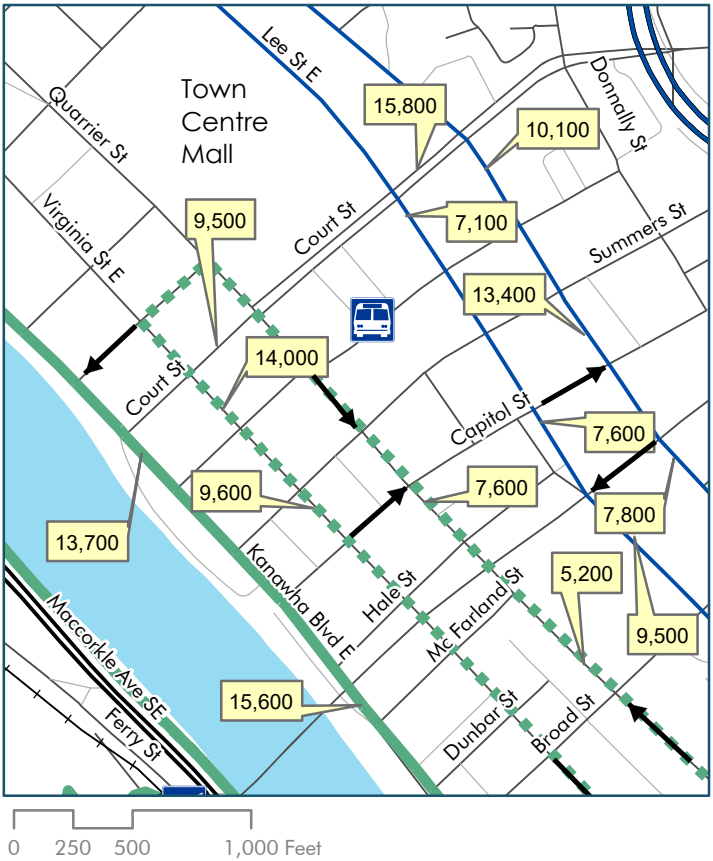 Lee St E
Town
Centre
Mall
Quarrier St
Donnally St
15,800
10,100
Virginia St E
9,500
Court St
7,100
Summers St
13,400
14,000
Court St
Capitol St
7,600
9,600
7,600
7,800
13,700
Kanawha Blvd E
Hale St
Mc Farland St
5,200
9,500
Maccorkle Ave SE
15,600
Ferry St
Dunbar St
Broad St
0 250 500 1,000 Feet